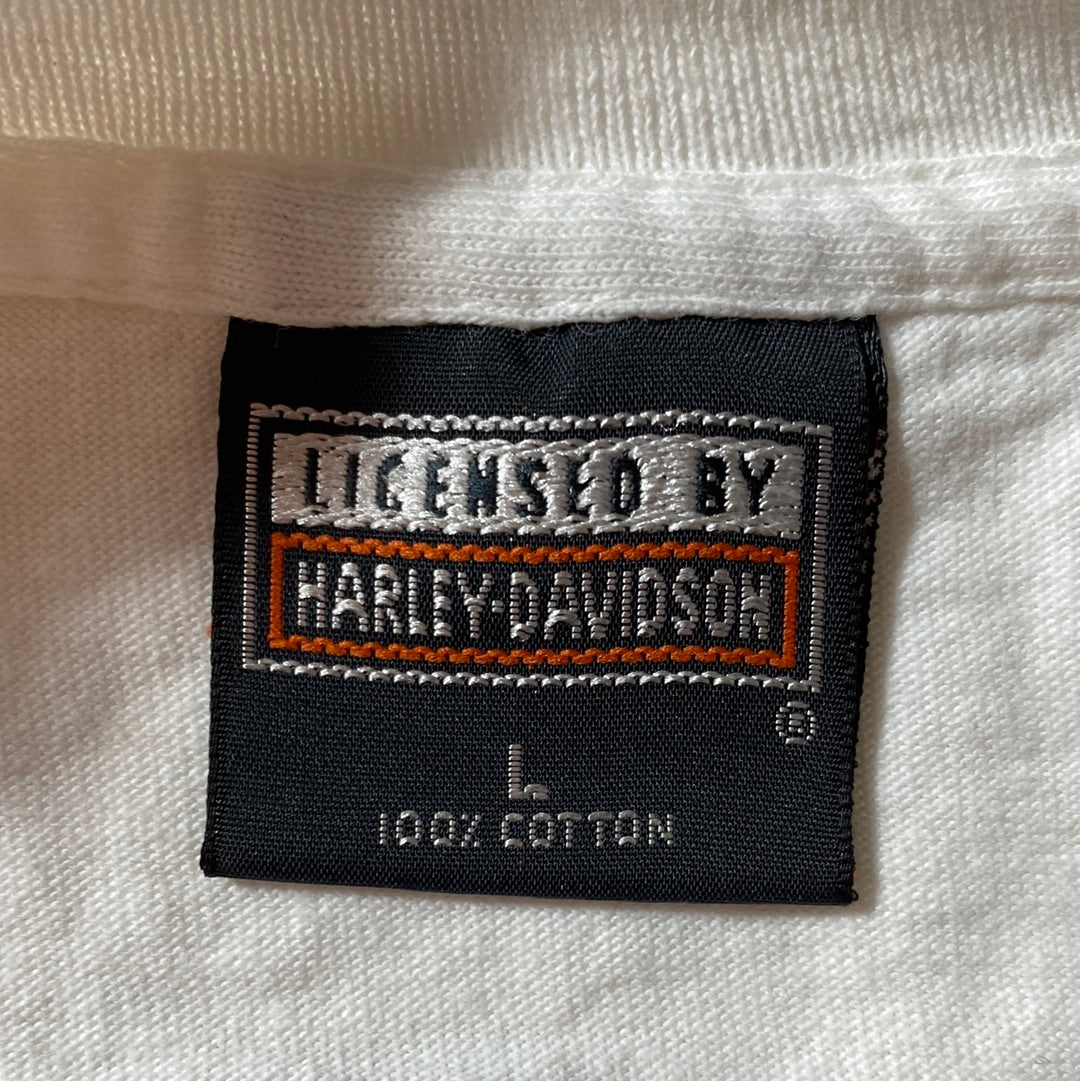 LICENSED BY
HARLEY-DAVIDSON
®
L
100% COTTON